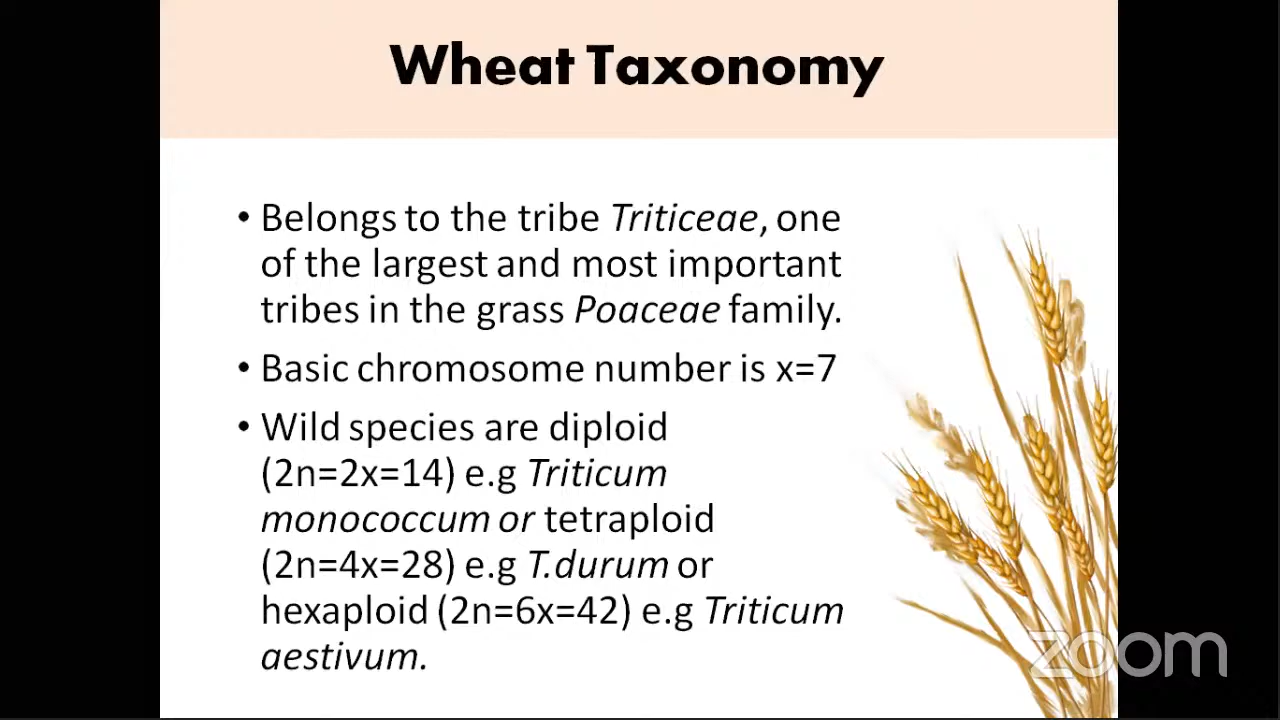 Wheat Taxonomy
• Belongs to the tribe Triticeae, one
of the largest and most important
tribes in the grass Poaceae family.
• Basic chromosome number is x=7
• Wild species are diploid
(2n=2x=14) e.g Triticum
monococcum or tetraploid
(2n=4x=28) e.g T.durum or
hexaploid (2n=6x=42) e.g Triticum
aestivum.
zoom